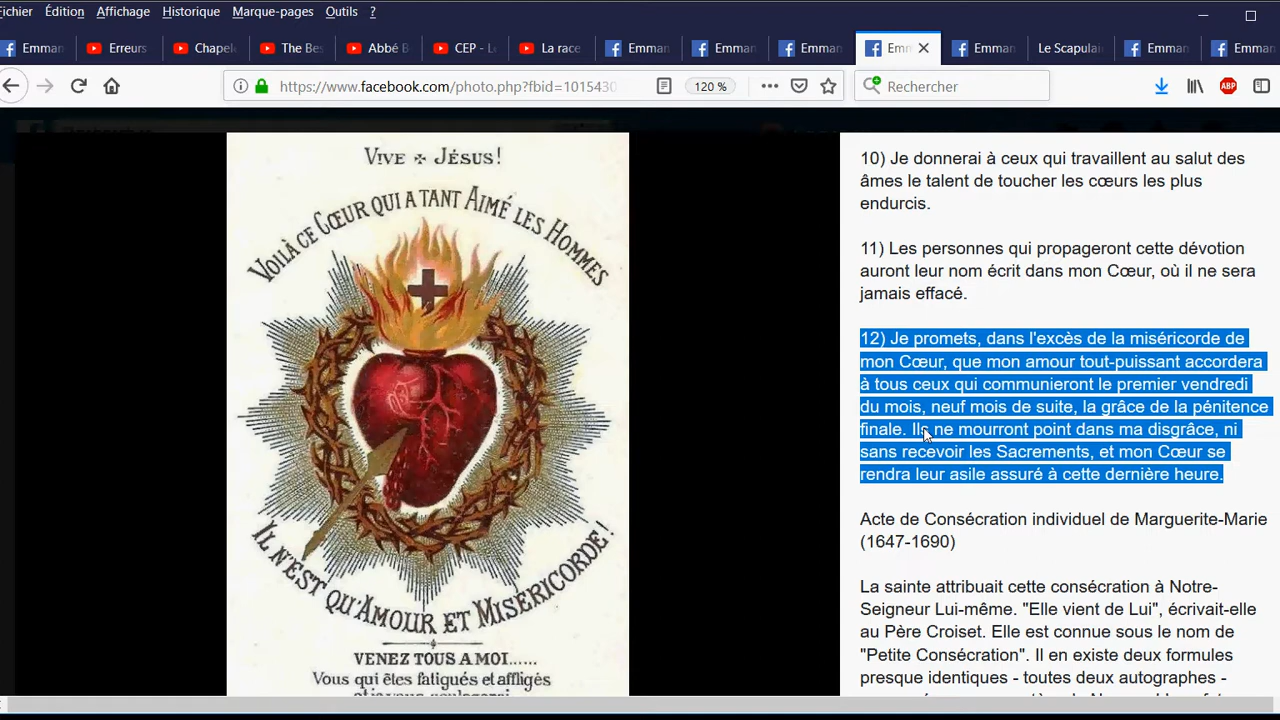 Fichier Édition Affichage Historique Marque-pages Outils ?
Emman
Erreurs
Chapel
The Bes
Abbé B
CEP - L
La race
Emman
Emman
Emman
Emm
Emman
Le Scapulai
Emman
Emman
https://www.facebook.com/photo.php?fbid=1015430
120 %
Rechercher
ABP
VIVE JÉSUS!
VOILÀ CE CŒUR QUI A TANT AIMÉ LES HOMMES
IL N'EST QU'AMOUR ET MISERICORDE!
VENEZ TOUS A MOI......
Vous qui êtes fatigués et affligés
10) Je donnerai à ceux qui travaillent au salut des
âmes le talent de toucher les cœurs les plus
endurcis.
11) Les personnes qui propageront cette dévotion
auront leur nom écrit dans mon Cœur, où il ne sera
jamais effacé.
12) Je promets, dans l'excès de la miséricorde de
mon Cœur, que mon amour tout-puissant accordera
à tous ceux qui communieront le premier vendredi
du mois, neuf mois de suite, la grâce de la pénitence
finale. Ils ne mourront point dans ma disgrâce, ni
sans recevoir les Sacrements, et mon Cœur se
rendra leur asile assuré à cette dernière heure.
Acte de Consécration individuel de Marguerite-Marie
(1647-1690)
La sainte attribuait cette consécration à Notre-
Seigneur Lui-même. "Elle vient de Lui", écrivait-elle
au Père Croiset. Elle est connue sous le nom de
"Petite Consécration". Il en existe deux formules
presque identiques - toutes deux autographes -